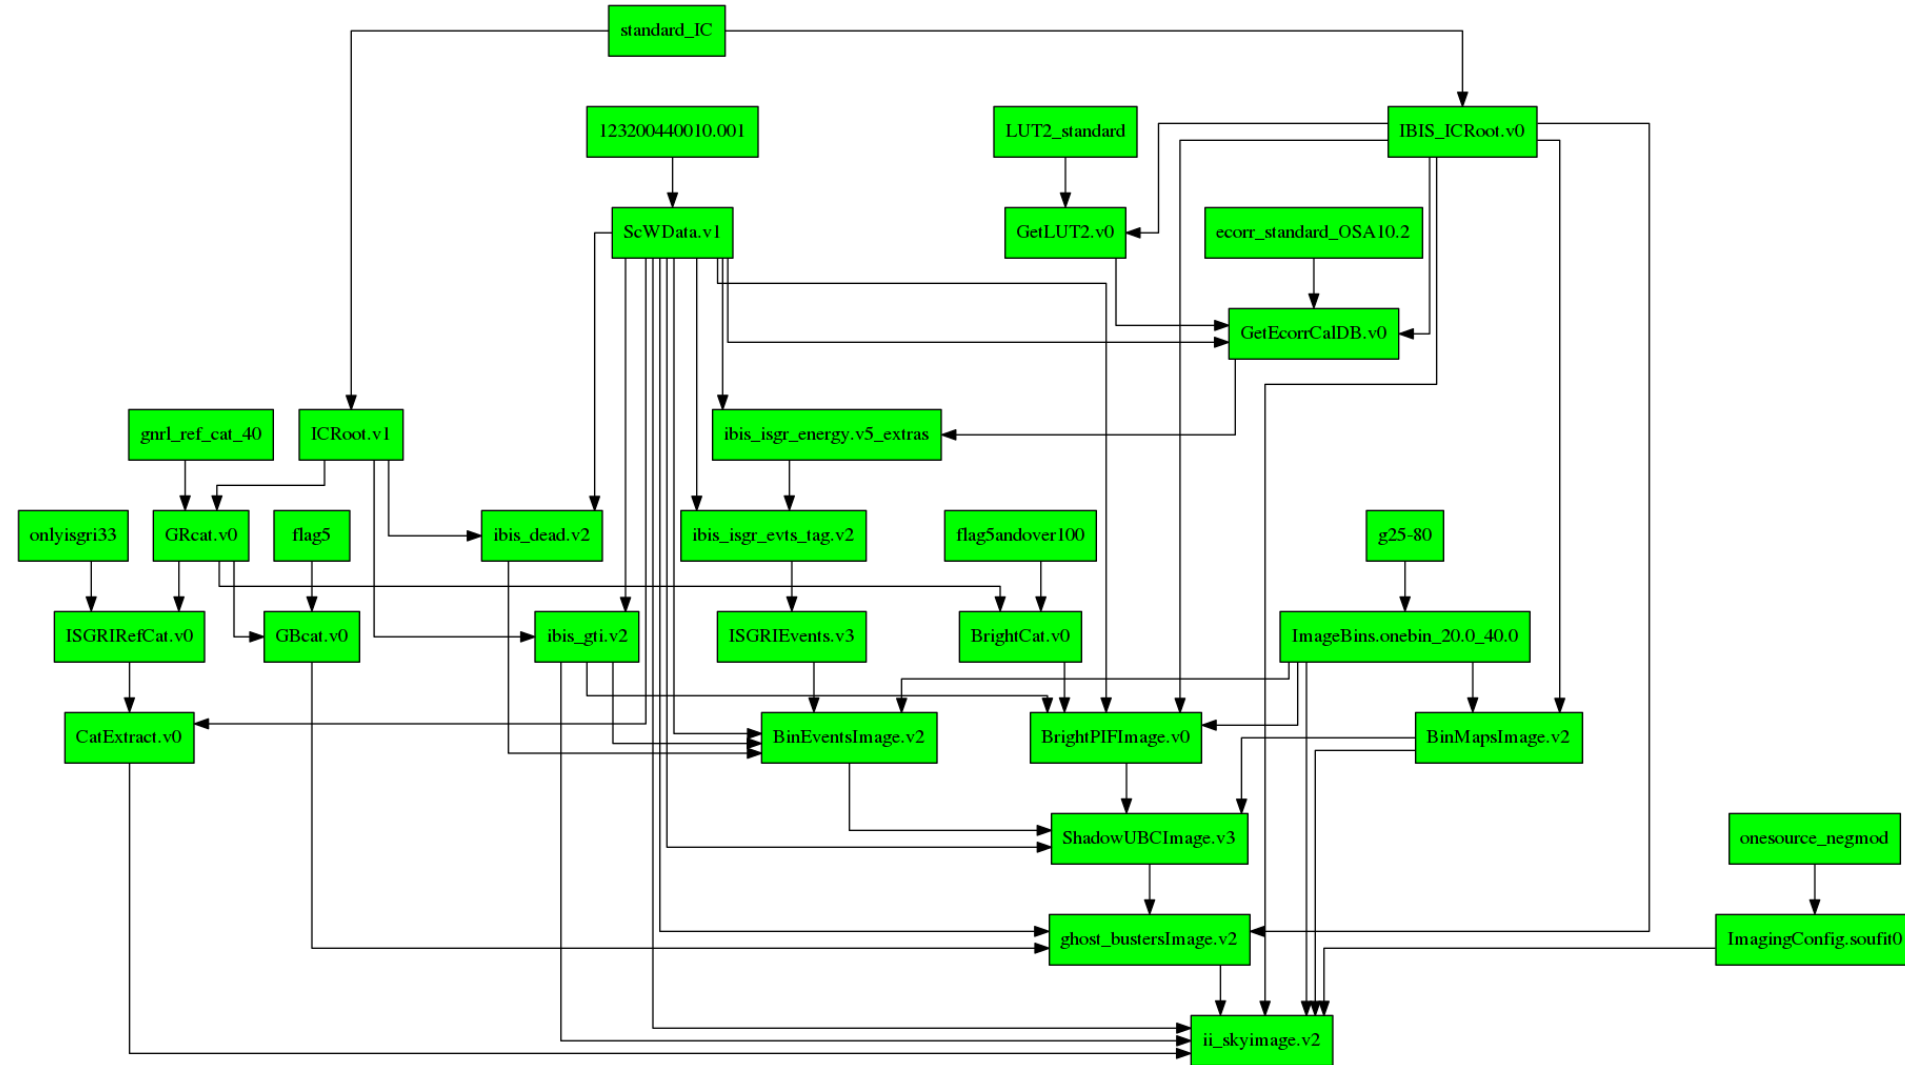 standard_IC
123200440010.001
LUT2_standard
IBIS_ICRoot.v0
ScWData.v1
GetLUT2.v0
ecorr_standard_OSA10.2
GetEcorrCalDB.v0
gnrl_ref_cat_40
ICRoot.v1
ibis_isgr_energy.v5_extras
onlyisgri33
GRcat.v0
flag5
ibis_dead.v2
ibis_isgr_evts_tag.v2
flag5andover100
g25-80
ISGRIRefCat.v0
GBcat.v0
ibis_gti.v2
ISGRIEvents.v3
BrightCat.v0
ImageBins.onebin_20.0_40.0
CatExtract.v0
BinEventsImage.v2
BrightPIFImage.v0
BinMapsImage.v2
ShadowUBCImage.v3
onesource_negmod
ghost_bustersImage.v2
ImagingConfig.soufit0
ii_skyimage.v2